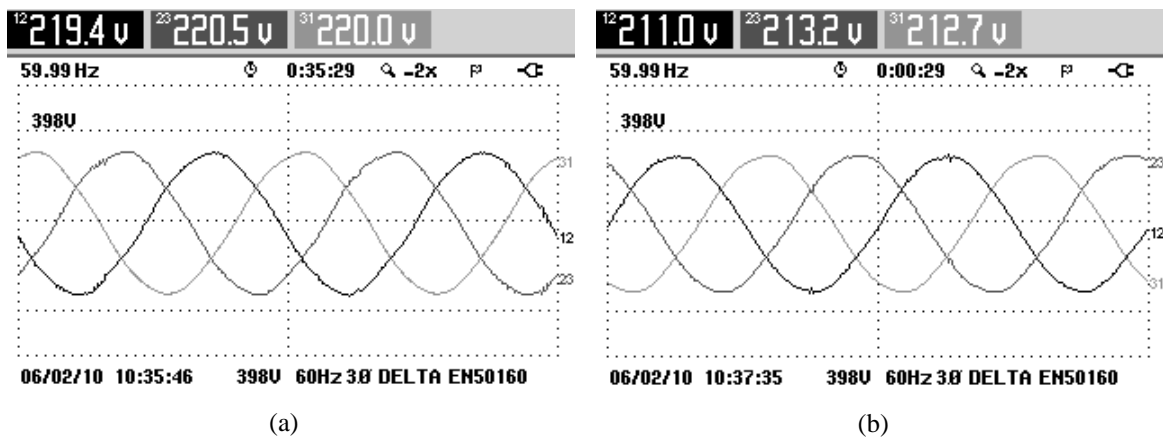 12 219.4 V 23 220.5 V 31 220.0 V
59.99 Hz 0:35:29 -2x
398V
31
12
23
06/02/10 10:35:46 398V 60Hz 3Ø DELTA EN50160
(a)
12 211.0 V 23 213.2 V 31 212.7 V
59.99 Hz 0:00:29 -2x
398V
23
12
31
06/02/10 10:37:35 398V 60Hz 3Ø DELTA EN50160
(b)